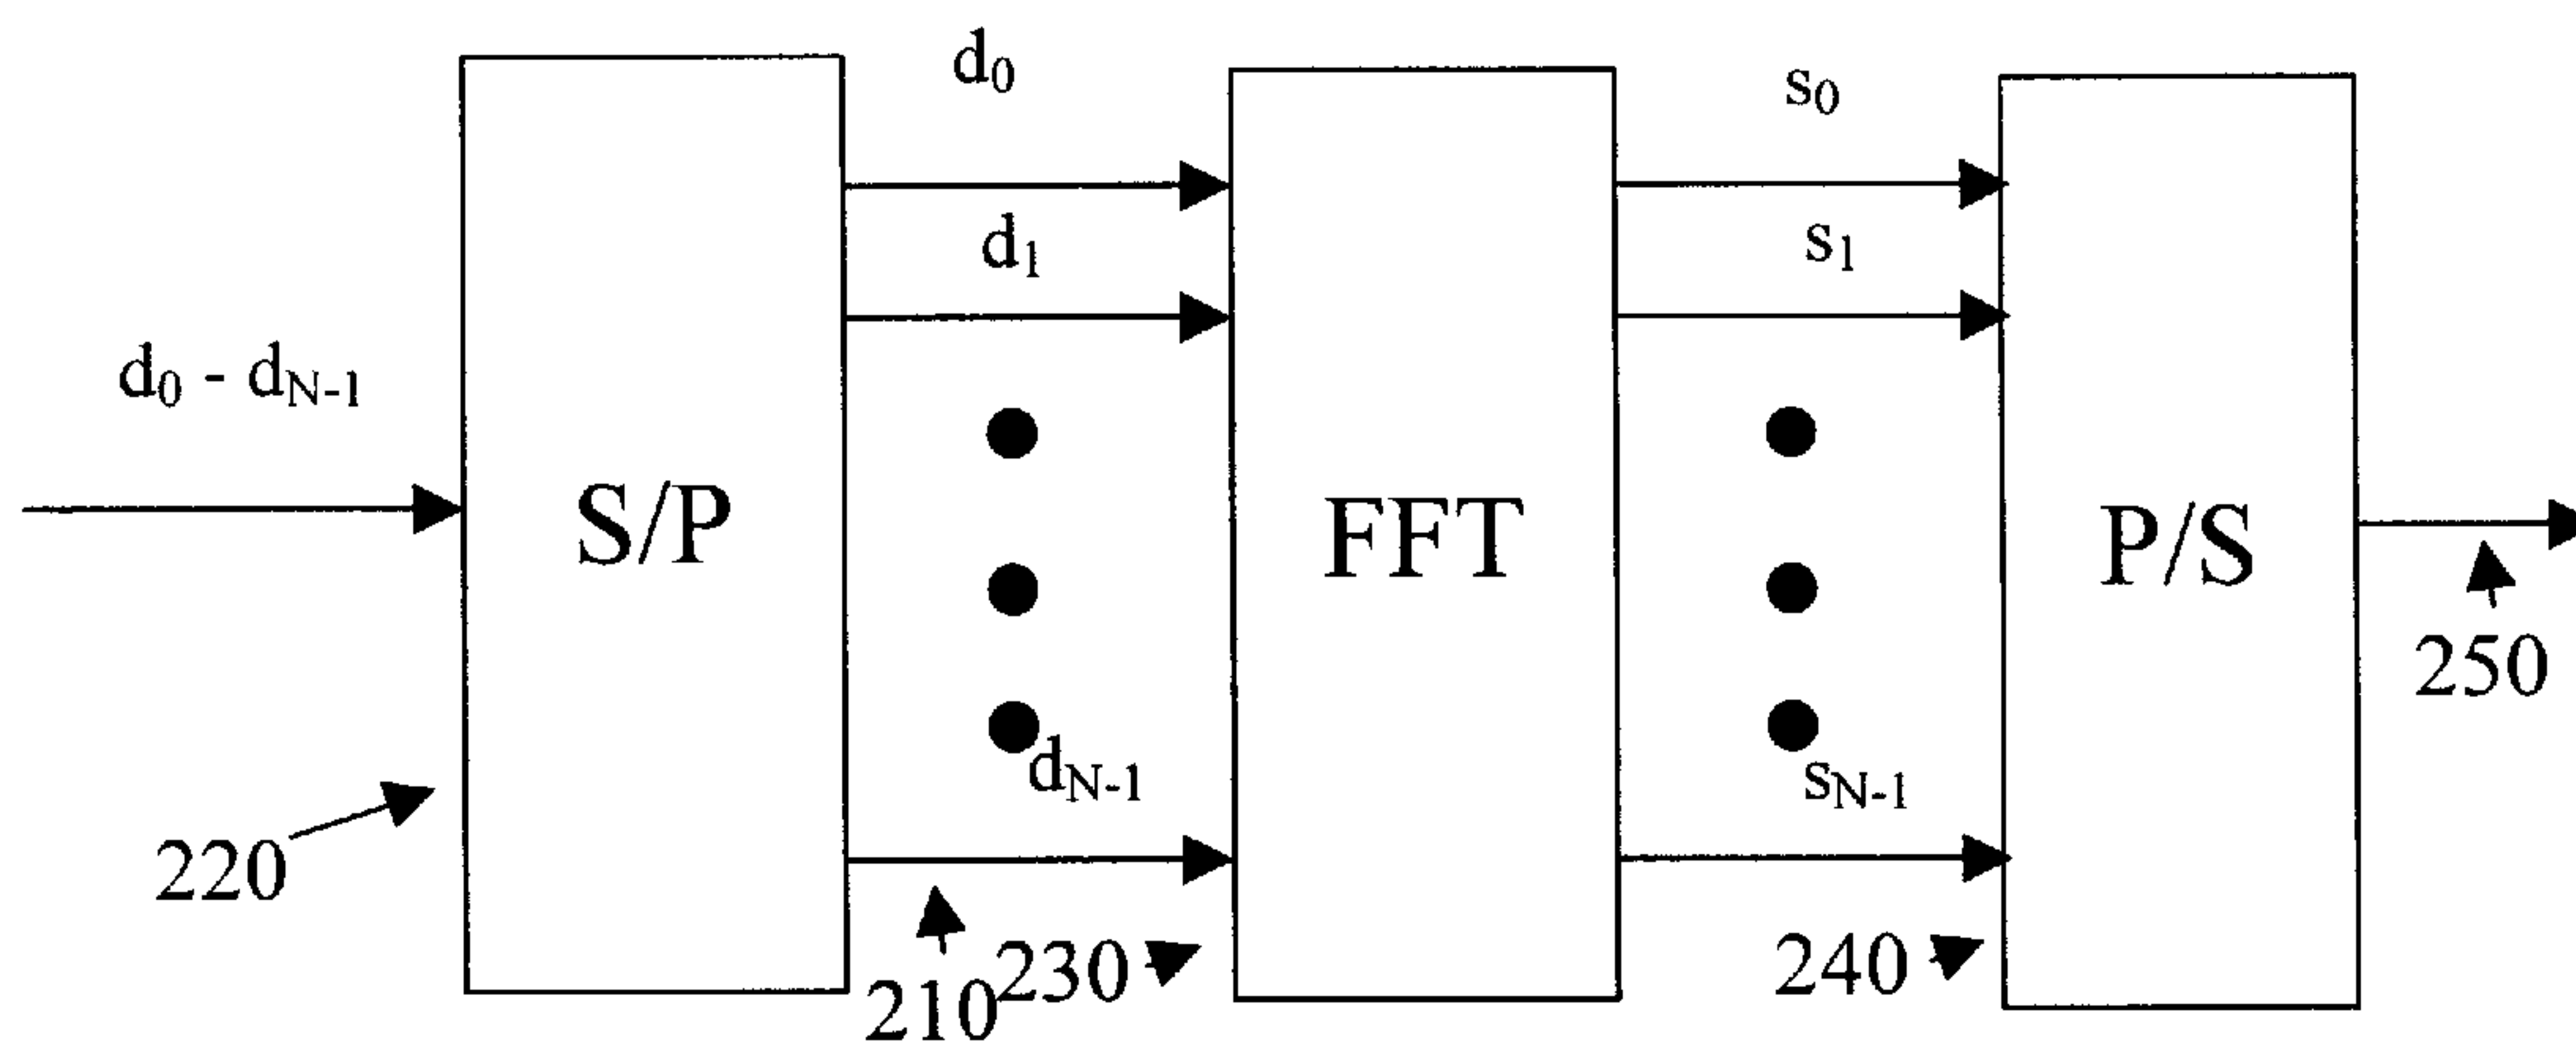 d₀ s₀
d₁ s₁
d₀ - dN-1
S/P FFT P/S
250
dN-1 sN-1
220
210 230 240